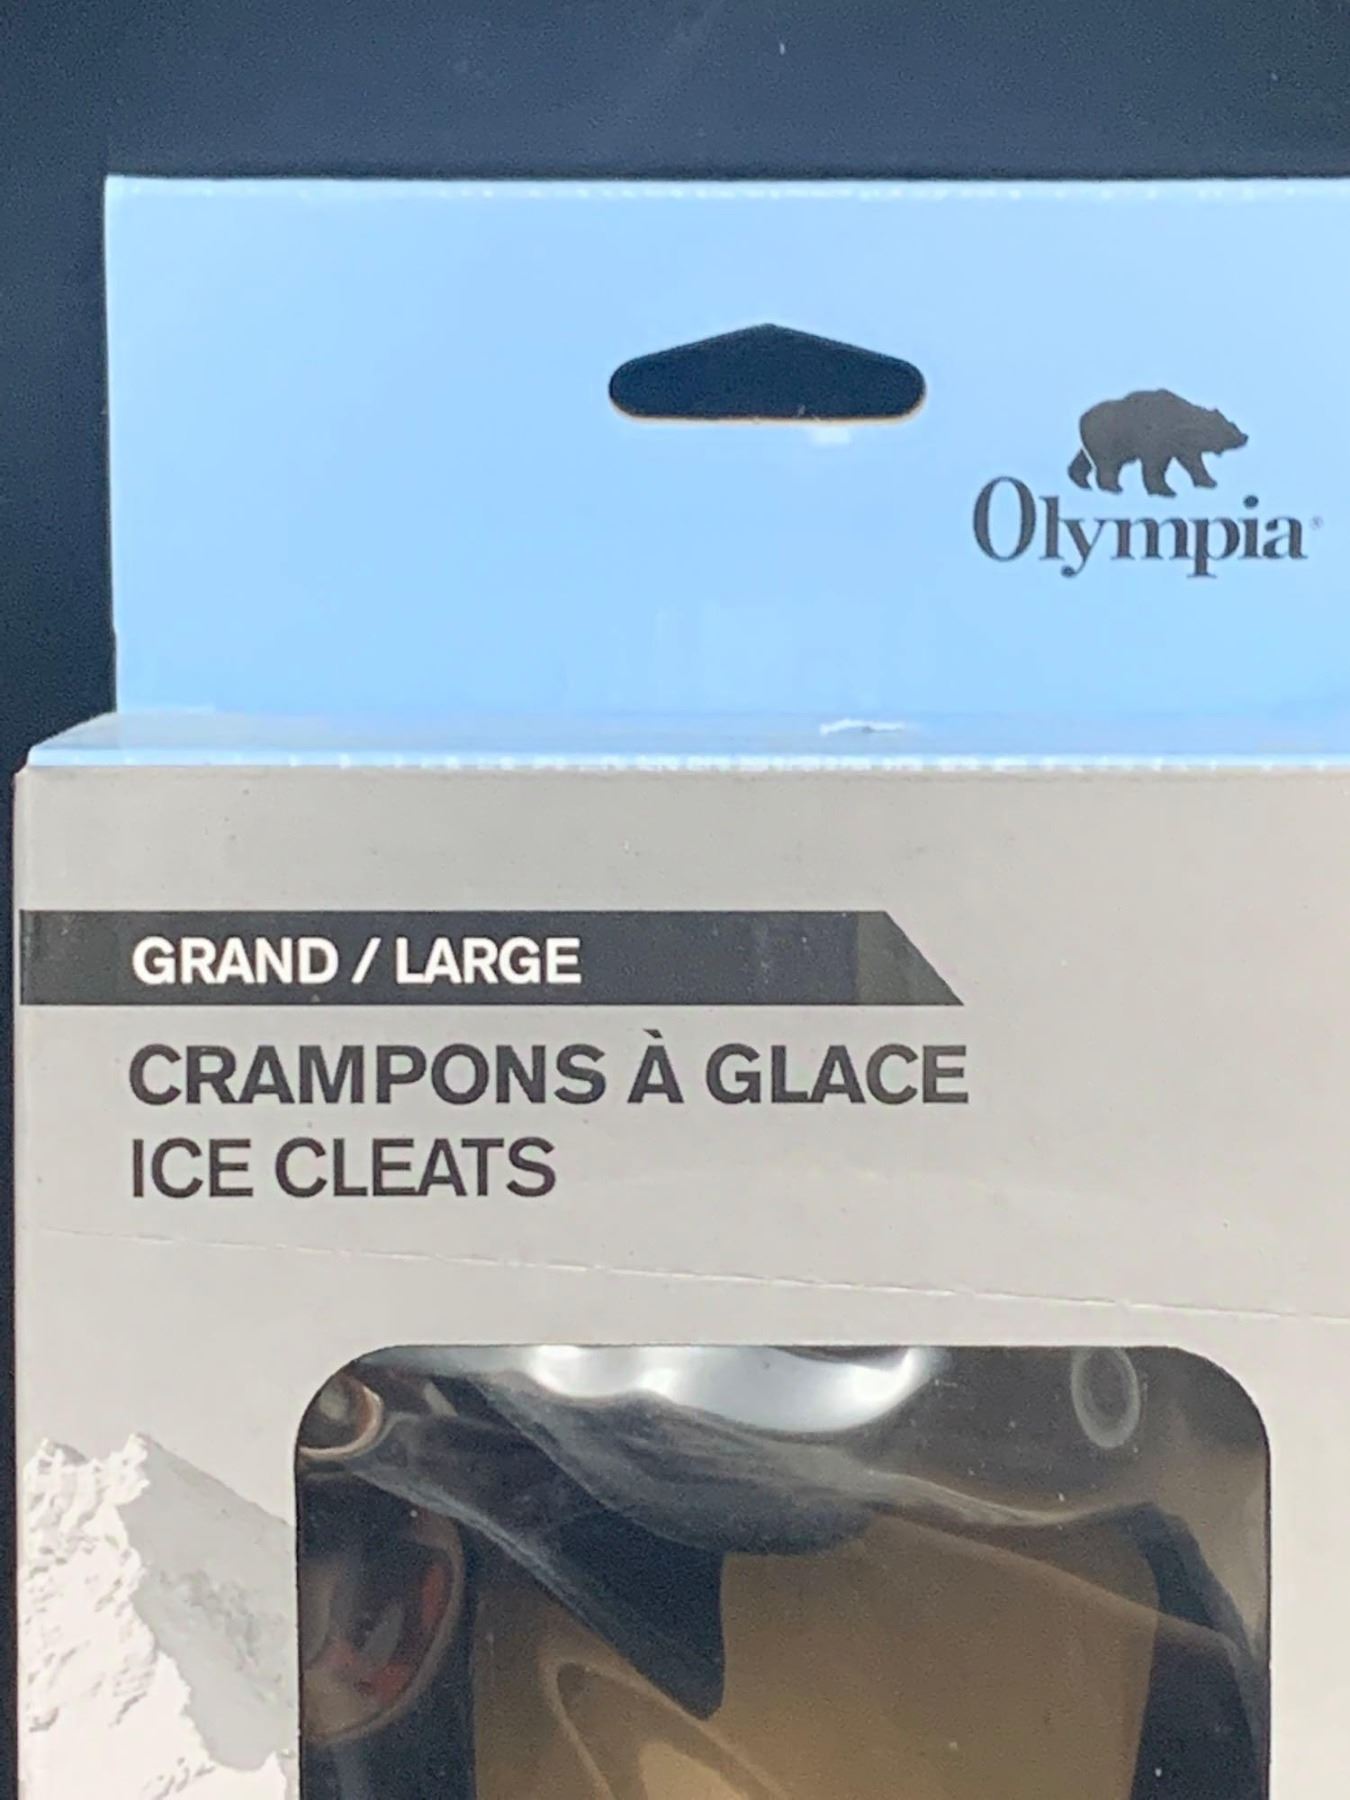 Olympia®
GRAND / LARGE
CRAMPONS À GLACE
ICE CLEATS